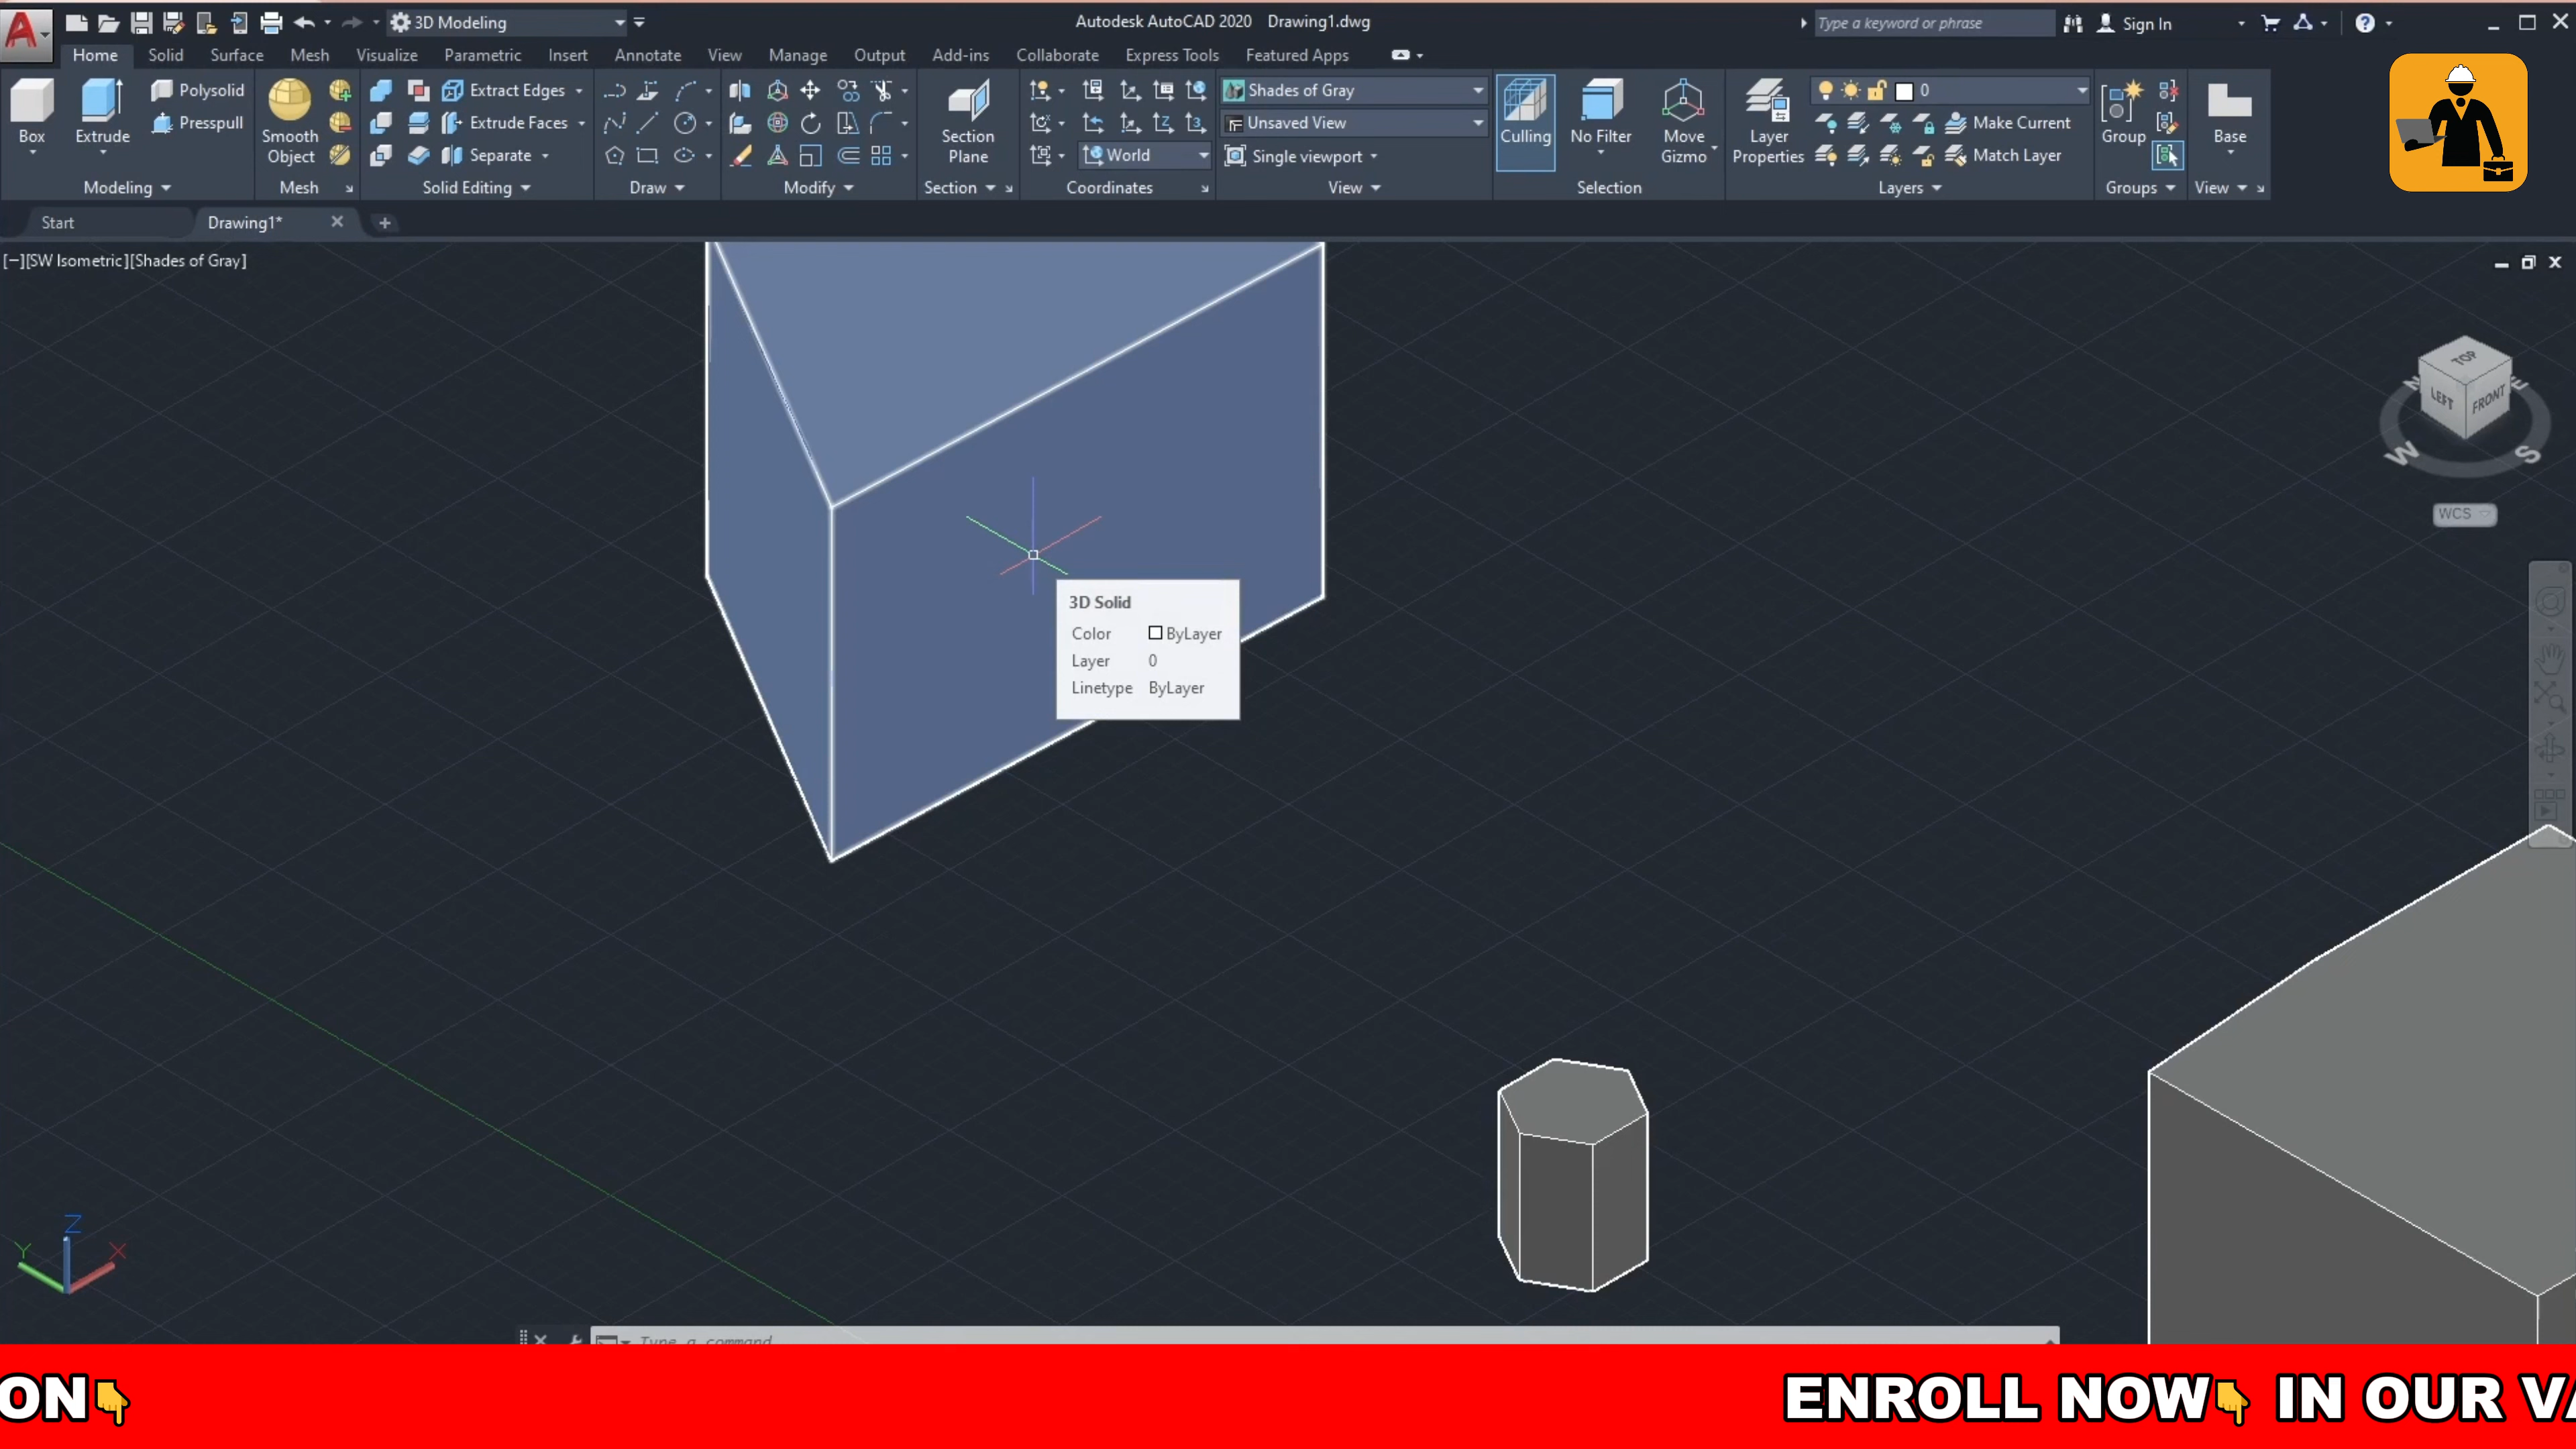 3D Modeling
Autodesk AutoCAD 2020 Drawing1.dwg
Type a keyword or phrase
Sign In
Home Solid Surface Mesh Visualize Parametric Insert Annotate View Manage Output Add-ins Collaborate Express Tools Featured Apps
Box
Extrude
Polysolid
Presspull
Smooth
Object
Extract Edges
Extrude Faces
Separate
Section
Plane
World
Shades of Gray
Unsaved View
Single viewport
Culling
No Filter
Move
Gizmo
Layer
Properties
0
Make Current
Match Layer
Group
Base
Modeling Mesh Solid Editing Draw Modify Section Coordinates View Selection Layers Groups View
Start
Drawing1*
[−][SW Isometric][Shades of Gray]
TOP
LEFT
FRONT
N
E
W
S
WCS
3D Solid
Color ByLayer
Layer 0
Linetype ByLayer
Z
Y
X
Type a command
ON👇 ENROLL NOW👇 IN OUR VA